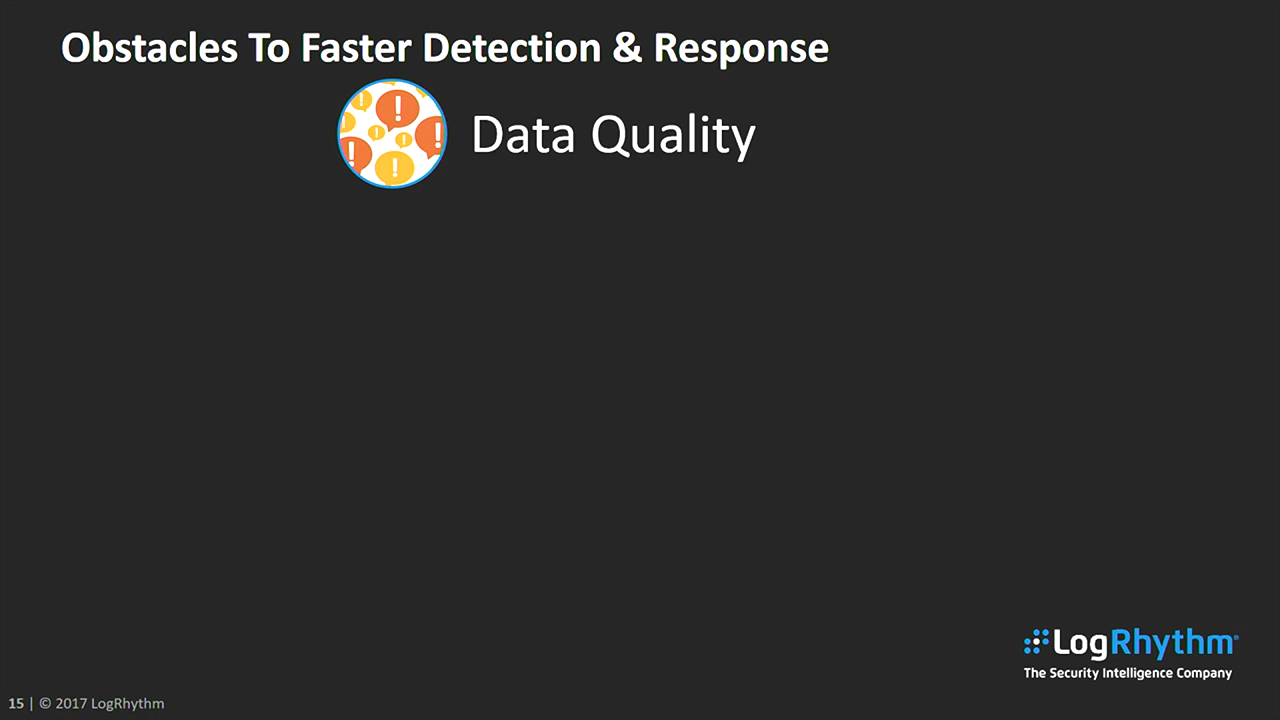 Obstacles To Faster Detection & Response
Data Quality
LogRhythm
The Security Intelligence Company
15 | © 2017 LogRhythm